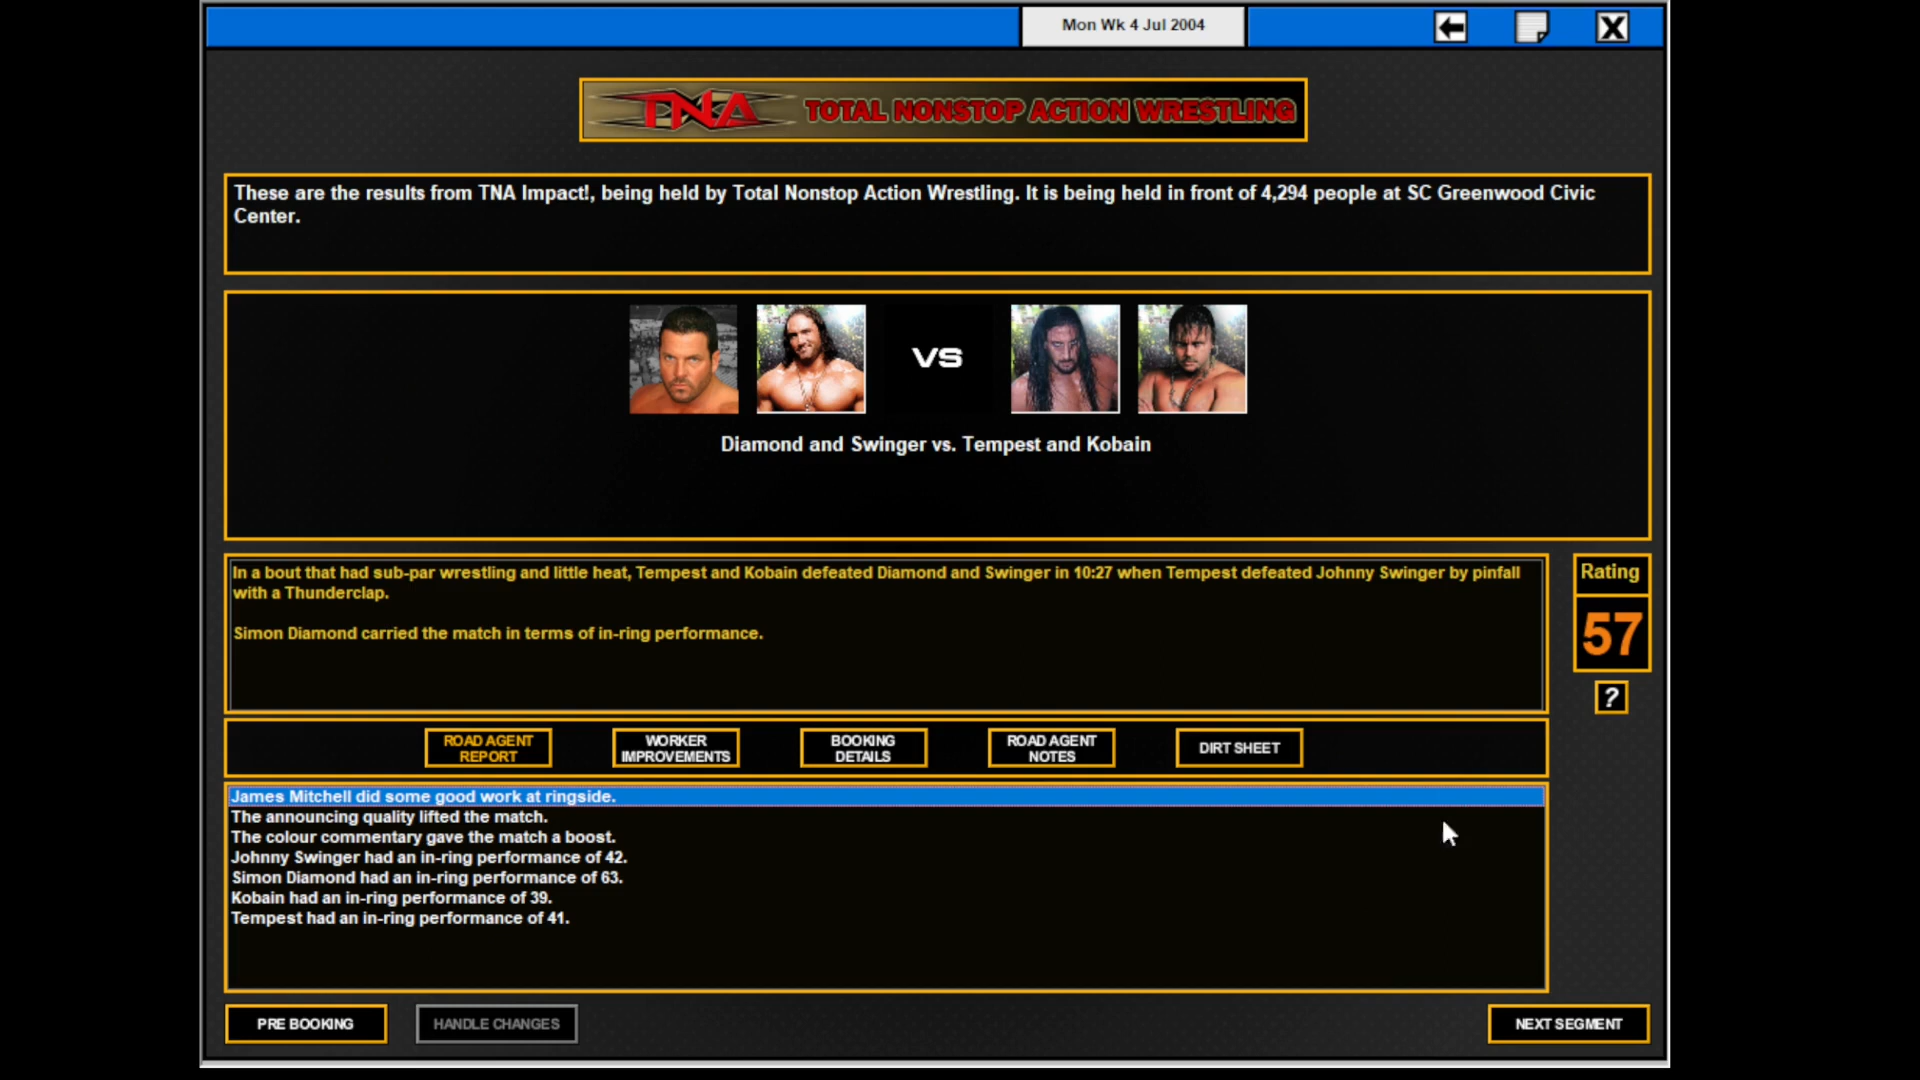 Mon Wk 4 Jul 2004
TNA TOTAL NONSTOP ACTION WRESTLING
These are the results from TNA Impact!, being held by Total Nonstop Action Wrestling. It is being held in front of 4,294 people at SC Greenwood Civic
Center.
VS
Diamond and Swinger vs. Tempest and Kobain
In a bout that had sub-par wrestling and little heat, Tempest and Kobain defeated Diamond and Swinger in 10:27 when Tempest defeated Johnny Swinger by pinfall
with a Thunderclap.
Simon Diamond carried the match in terms of in-ring performance.
Rating
57
?
ROAD AGENT
REPORT
WORKER
IMPROVEMENTS
BOOKING
DETAILS
ROAD AGENT
NOTES
DIRT SHEET
James Mitchell did some good work at ringside.
The announcing quality lifted the match.
The colour commentary gave the match a boost.
Johnny Swinger had an in-ring performance of 42.
Simon Diamond had an in-ring performance of 63.
Kobain had an in-ring performance of 39.
Tempest had an in-ring performance of 41.
PRE BOOKING
HANDLE CHANGES
NEXT SEGMENT